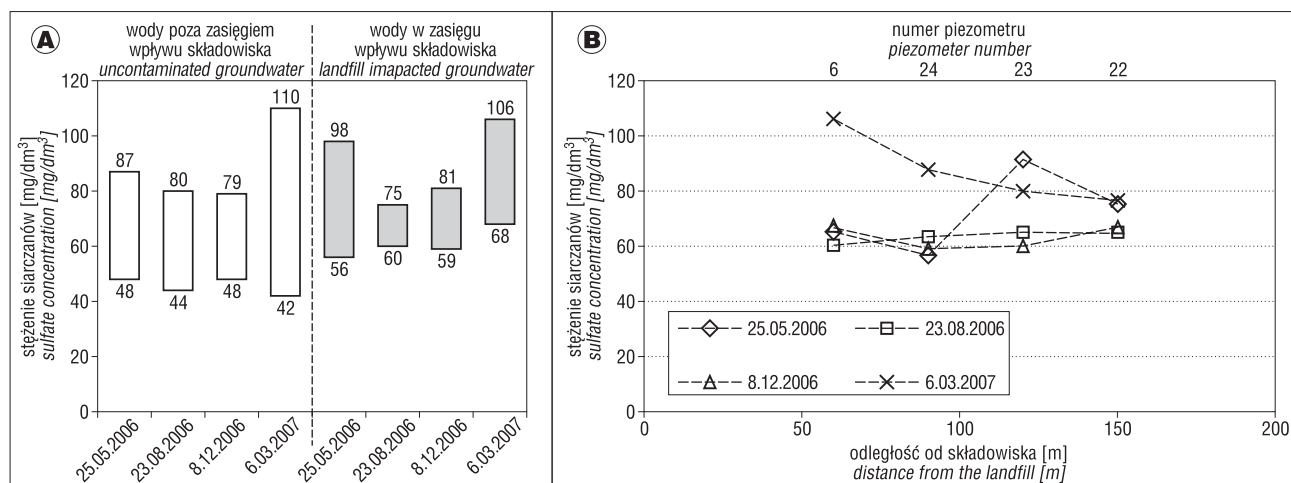 A
wody poza zasięgiem
wpływu składowiska
uncontaminated groundwater
wody w zasięgu
wpływu składowiska
landfill imapacted groundwater
stężenie siarczanów [mg/dm³]
sulfate concentration [mg/dm³]
120
100
80
60
40
20
0
87
48
80
44
79
48
110
42
98
56
75
60
81
59
106
68
25.05.2006
23.08.2006
8.12.2006
6.03.2007
25.05.2006
23.08.2006
8.12.2006
6.03.2007
B
numer piezometru
piezometer number
6 24 23 22
stężenie siarczanów [mg/dm³]
sulfate concentration [mg/dm³]
120
100
80
60
40
20
0
25.05.2006 23.08.2006
8.12.2006 6.03.2007
0 50 100 150 200
odległość od składowiska [m]
distance from the landfill [m]